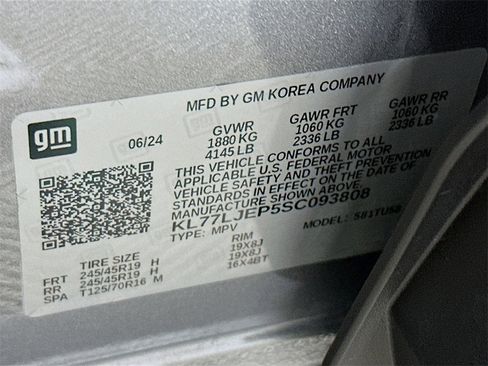 MFD BY GM KOREA COMPANY
gm
06/24
GVWR GAWR FRT GAWR RR
1880 KG 1060 KG 1060 KG
4145 LB 2336 LB 2336 LB
THIS VEHICLE CONFORMS TO ALL
APPLICABLE U.S. FEDERAL MOTOR
VEHICLE SAFETY AND THEFT PREVENTION
STANDARDS IN EFFECT ON THE DATE OF
MANUFACTURE SHOWN ABOVE.
KL77LJEP5SC093808
TYPE: MPV MODEL: 5B1TU58
TIRE SIZE RIM
FRT 245/45R19 H 19X8J
RR 245/45R19 H 19X8J
SPA T125/70R16 M 16X4BT